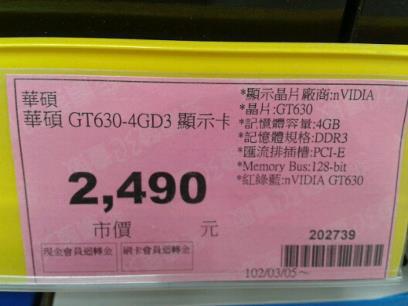 華碩
華碩 GT630-4GD3 顯示卡
*顯示晶片廠商:nVIDIA
*晶片:GT630
*記憶體容量:4GB
*記憶體規格:DDR3
*匯流排插槽:PCI-E
*Memory Bus:128-bit
*紅綠藍:nVIDIA GT630
2,490
市價 元
現金會員迴轉金
刷卡會員迴轉金
202739
102/03/05～